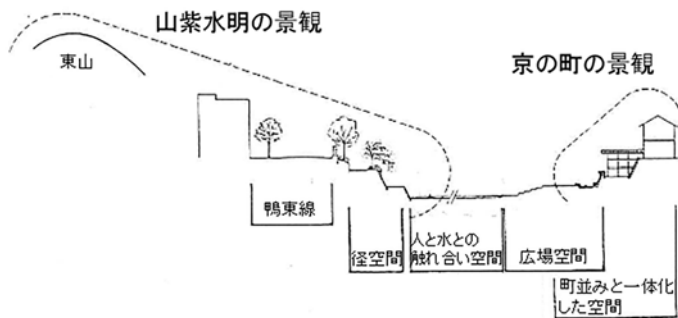 山紫水明の景観
東山
京の町の景観
鴨東線
径空間
人と水との
触れ合い空間
広場空間
町並みと一体化
した空間